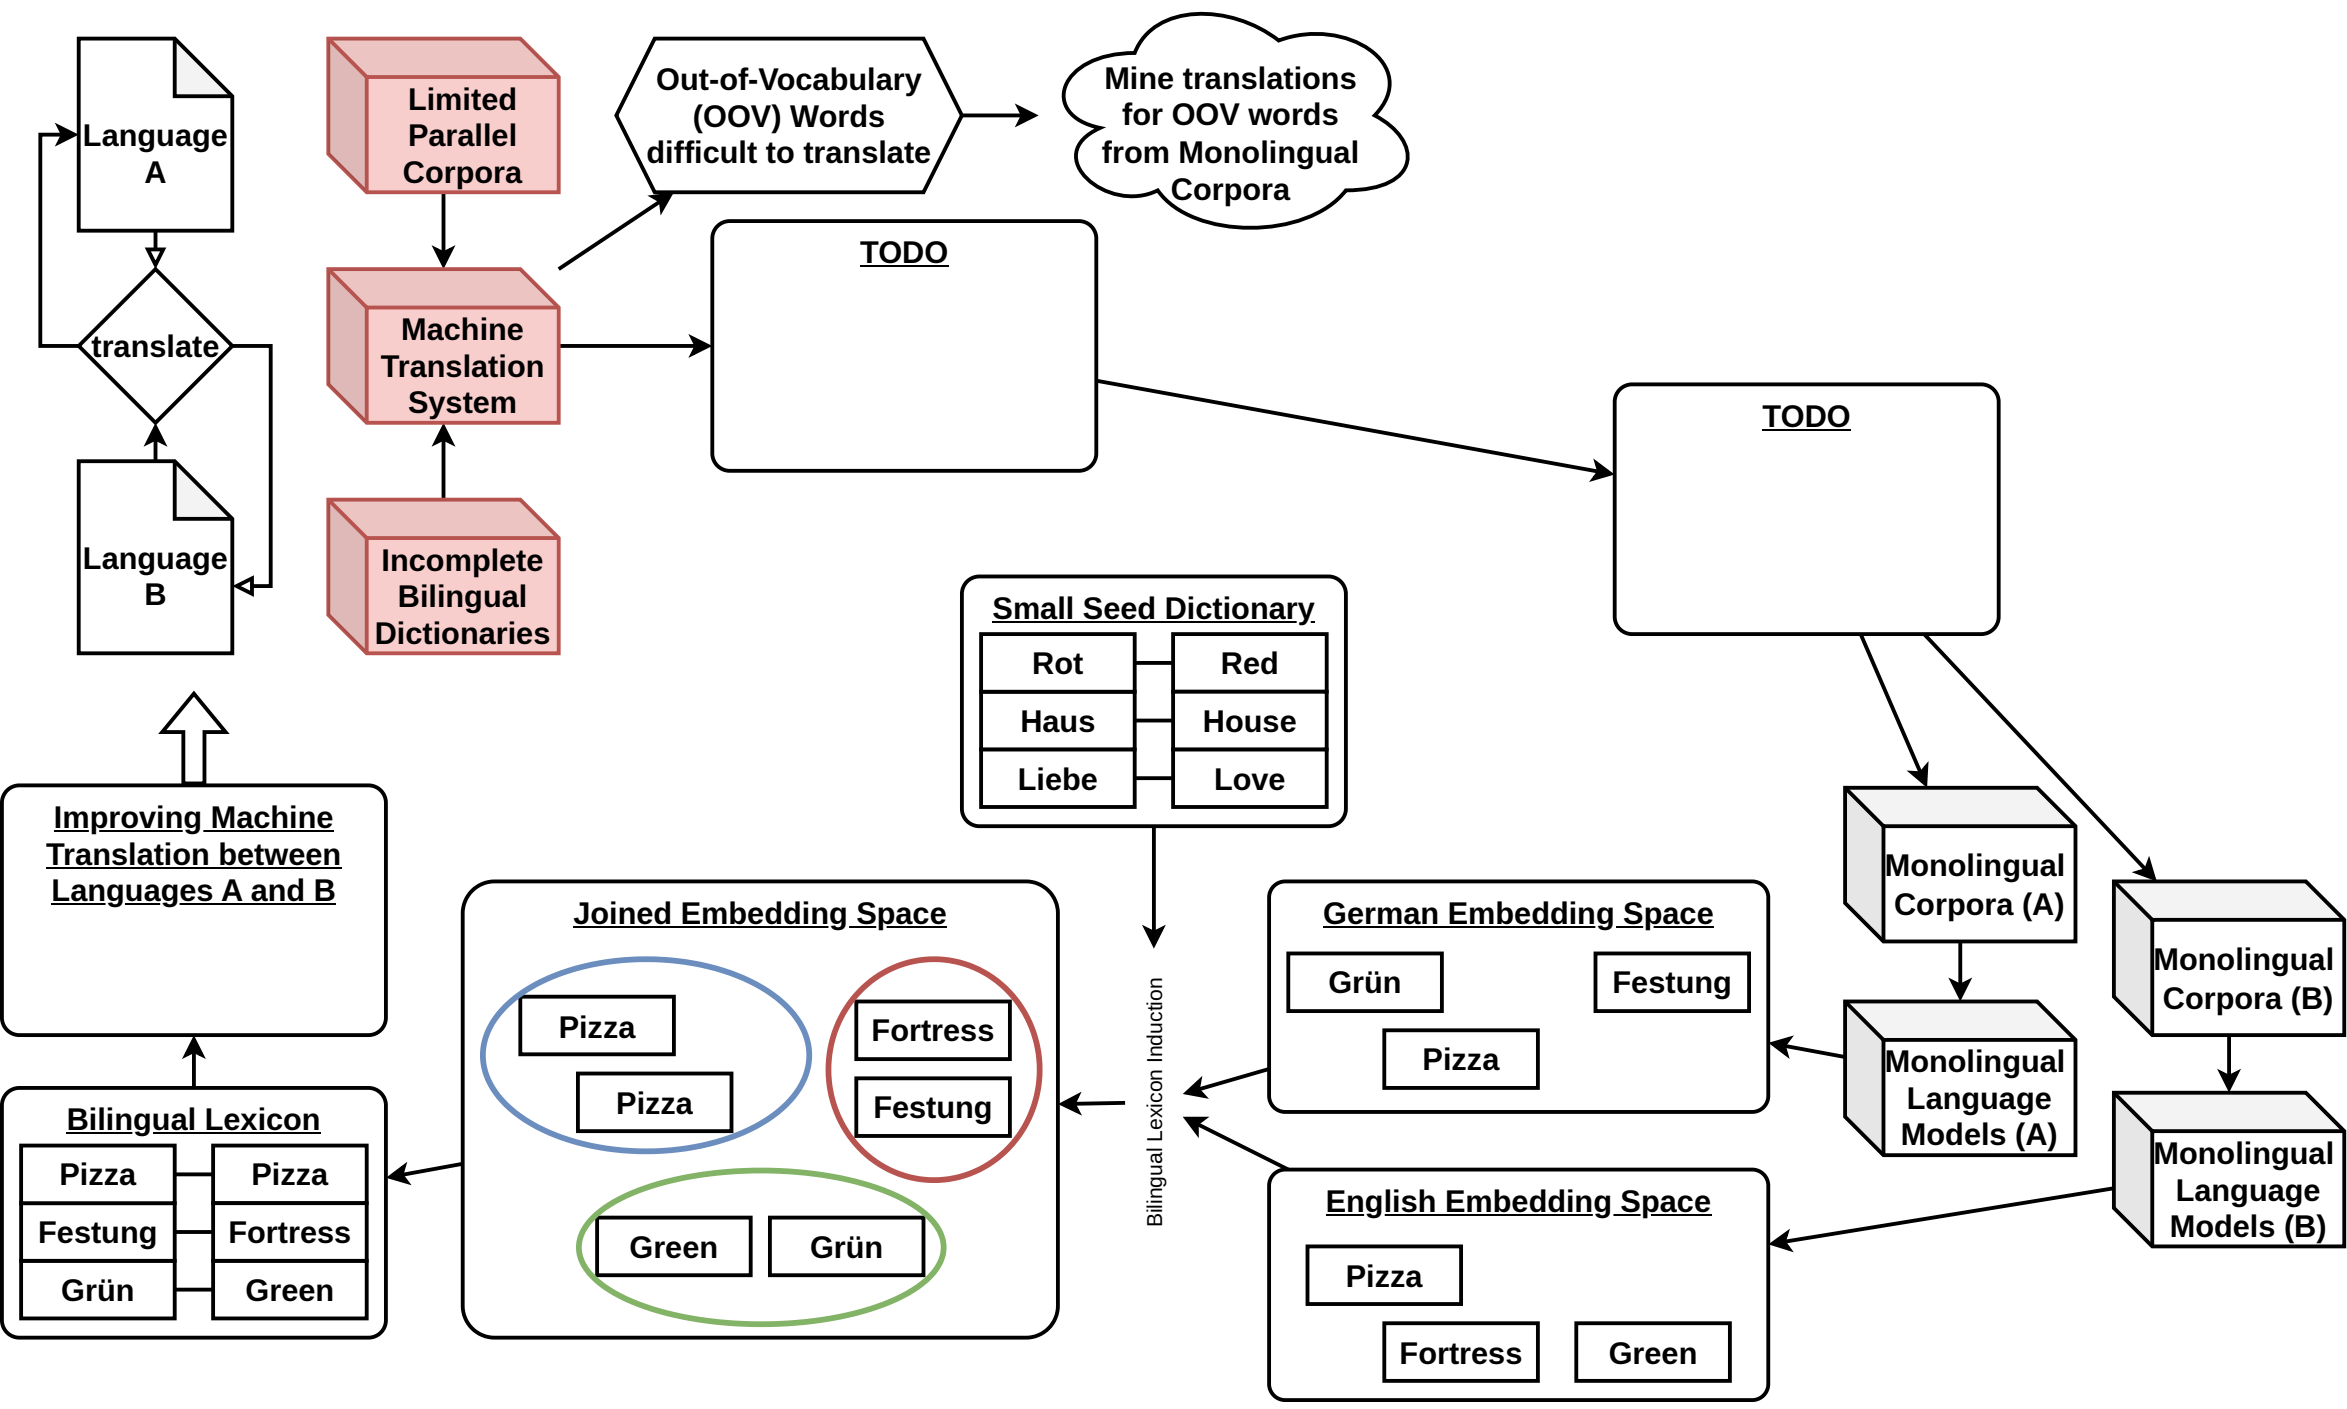 Language
A
translate
Language
B
Limited
Parallel
Corpora
Machine
Translation
System
Incomplete
Bilingual
Dictionaries
Out-of-Vocabulary
(OOV) Words
difficult to translate
Mine translations
for OOV words
from Monolingual
Corpora
TODO
TODO
Small Seed Dictionary
Rot Red
Haus House
Liebe Love
Monolingual
Corpora (A)
Monolingual
Corpora (B)
Monolingual
Language
Models (A)
Monolingual
Language
Models (B)
German Embedding Space
Grün Festung
Pizza
English Embedding Space
Pizza
Fortress Green
Bilingual Lexicon Induction
Joined Embedding Space
Pizza
Pizza
Fortress
Festung
Green Grün
Improving Machine
Translation between
Languages A and B
Bilingual Lexicon
Pizza Pizza
Festung Fortress
Grün Green